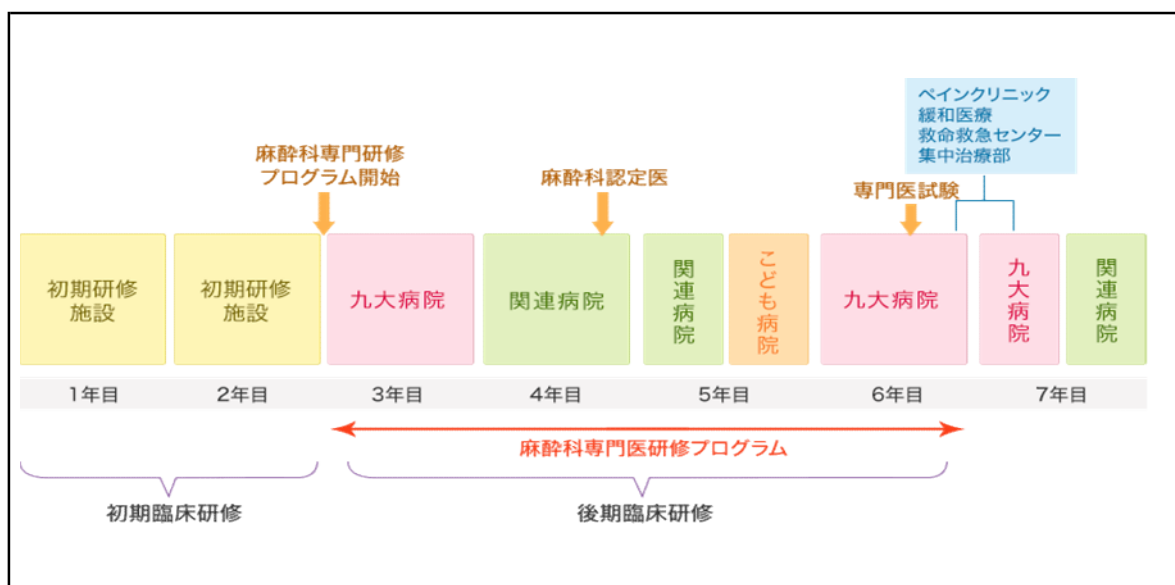 ペインクリニック
緩和医療
救命救急センター
集中治療部
麻酔科専門研修
プログラム開始
麻酔科認定医
専門医試験
初期研修
施設
初期研修
施設
九大病院
関連病院
関連病院
こども病院
九大病院
九大病院
関連病院
1年目
2年目
3年目
4年目
5年目
6年目
7年目
麻酔科専門医研修プログラム
初期臨床研修
後期臨床研修